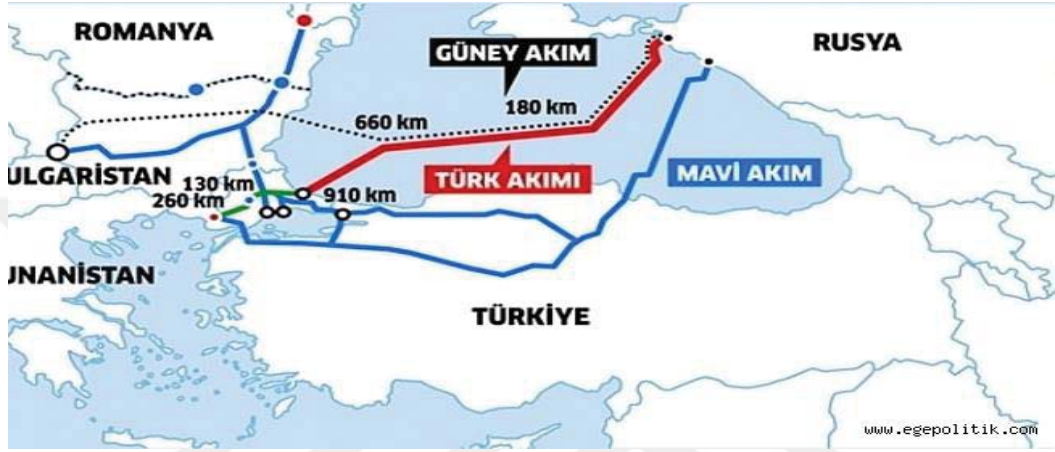 ROMANYA
RUSYA
GÜNEY AKIM
180 km
660 km
TÜRK AKIMI
MAVİ AKIM
ULGARİSTAN
130 km
260 km
910 km
UNANİSTAN
TÜRKİYE
www.egepolitik.com